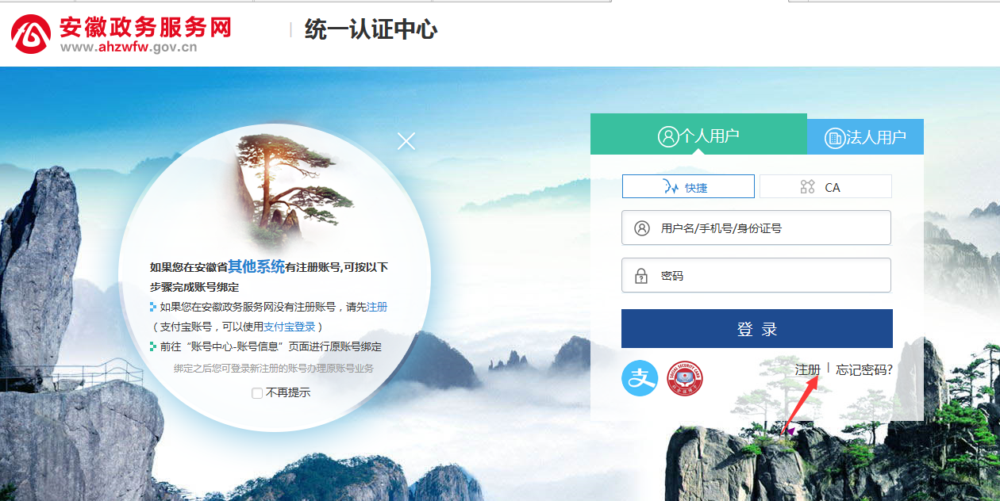 安徽政务服务网
www.ahzwfw.gov.cn
统一认证中心
如果您在安徽省其他系统有注册账号,可按以下
步骤完成账号绑定
如果您在安徽政务服务网没有注册账号，请先注册
（支付宝账号，可以使用支付宝登录）
前往“账号中心-账号信息”页面进行原账号绑定
绑定之后您可登录新注册的账号办理原账号业务
不再提示
个人用户
法人用户
快捷
CA
用户名/手机号/身份证号
密码
登 录
支
SOCIAL SECURITY CARD
注册
忘记密码?